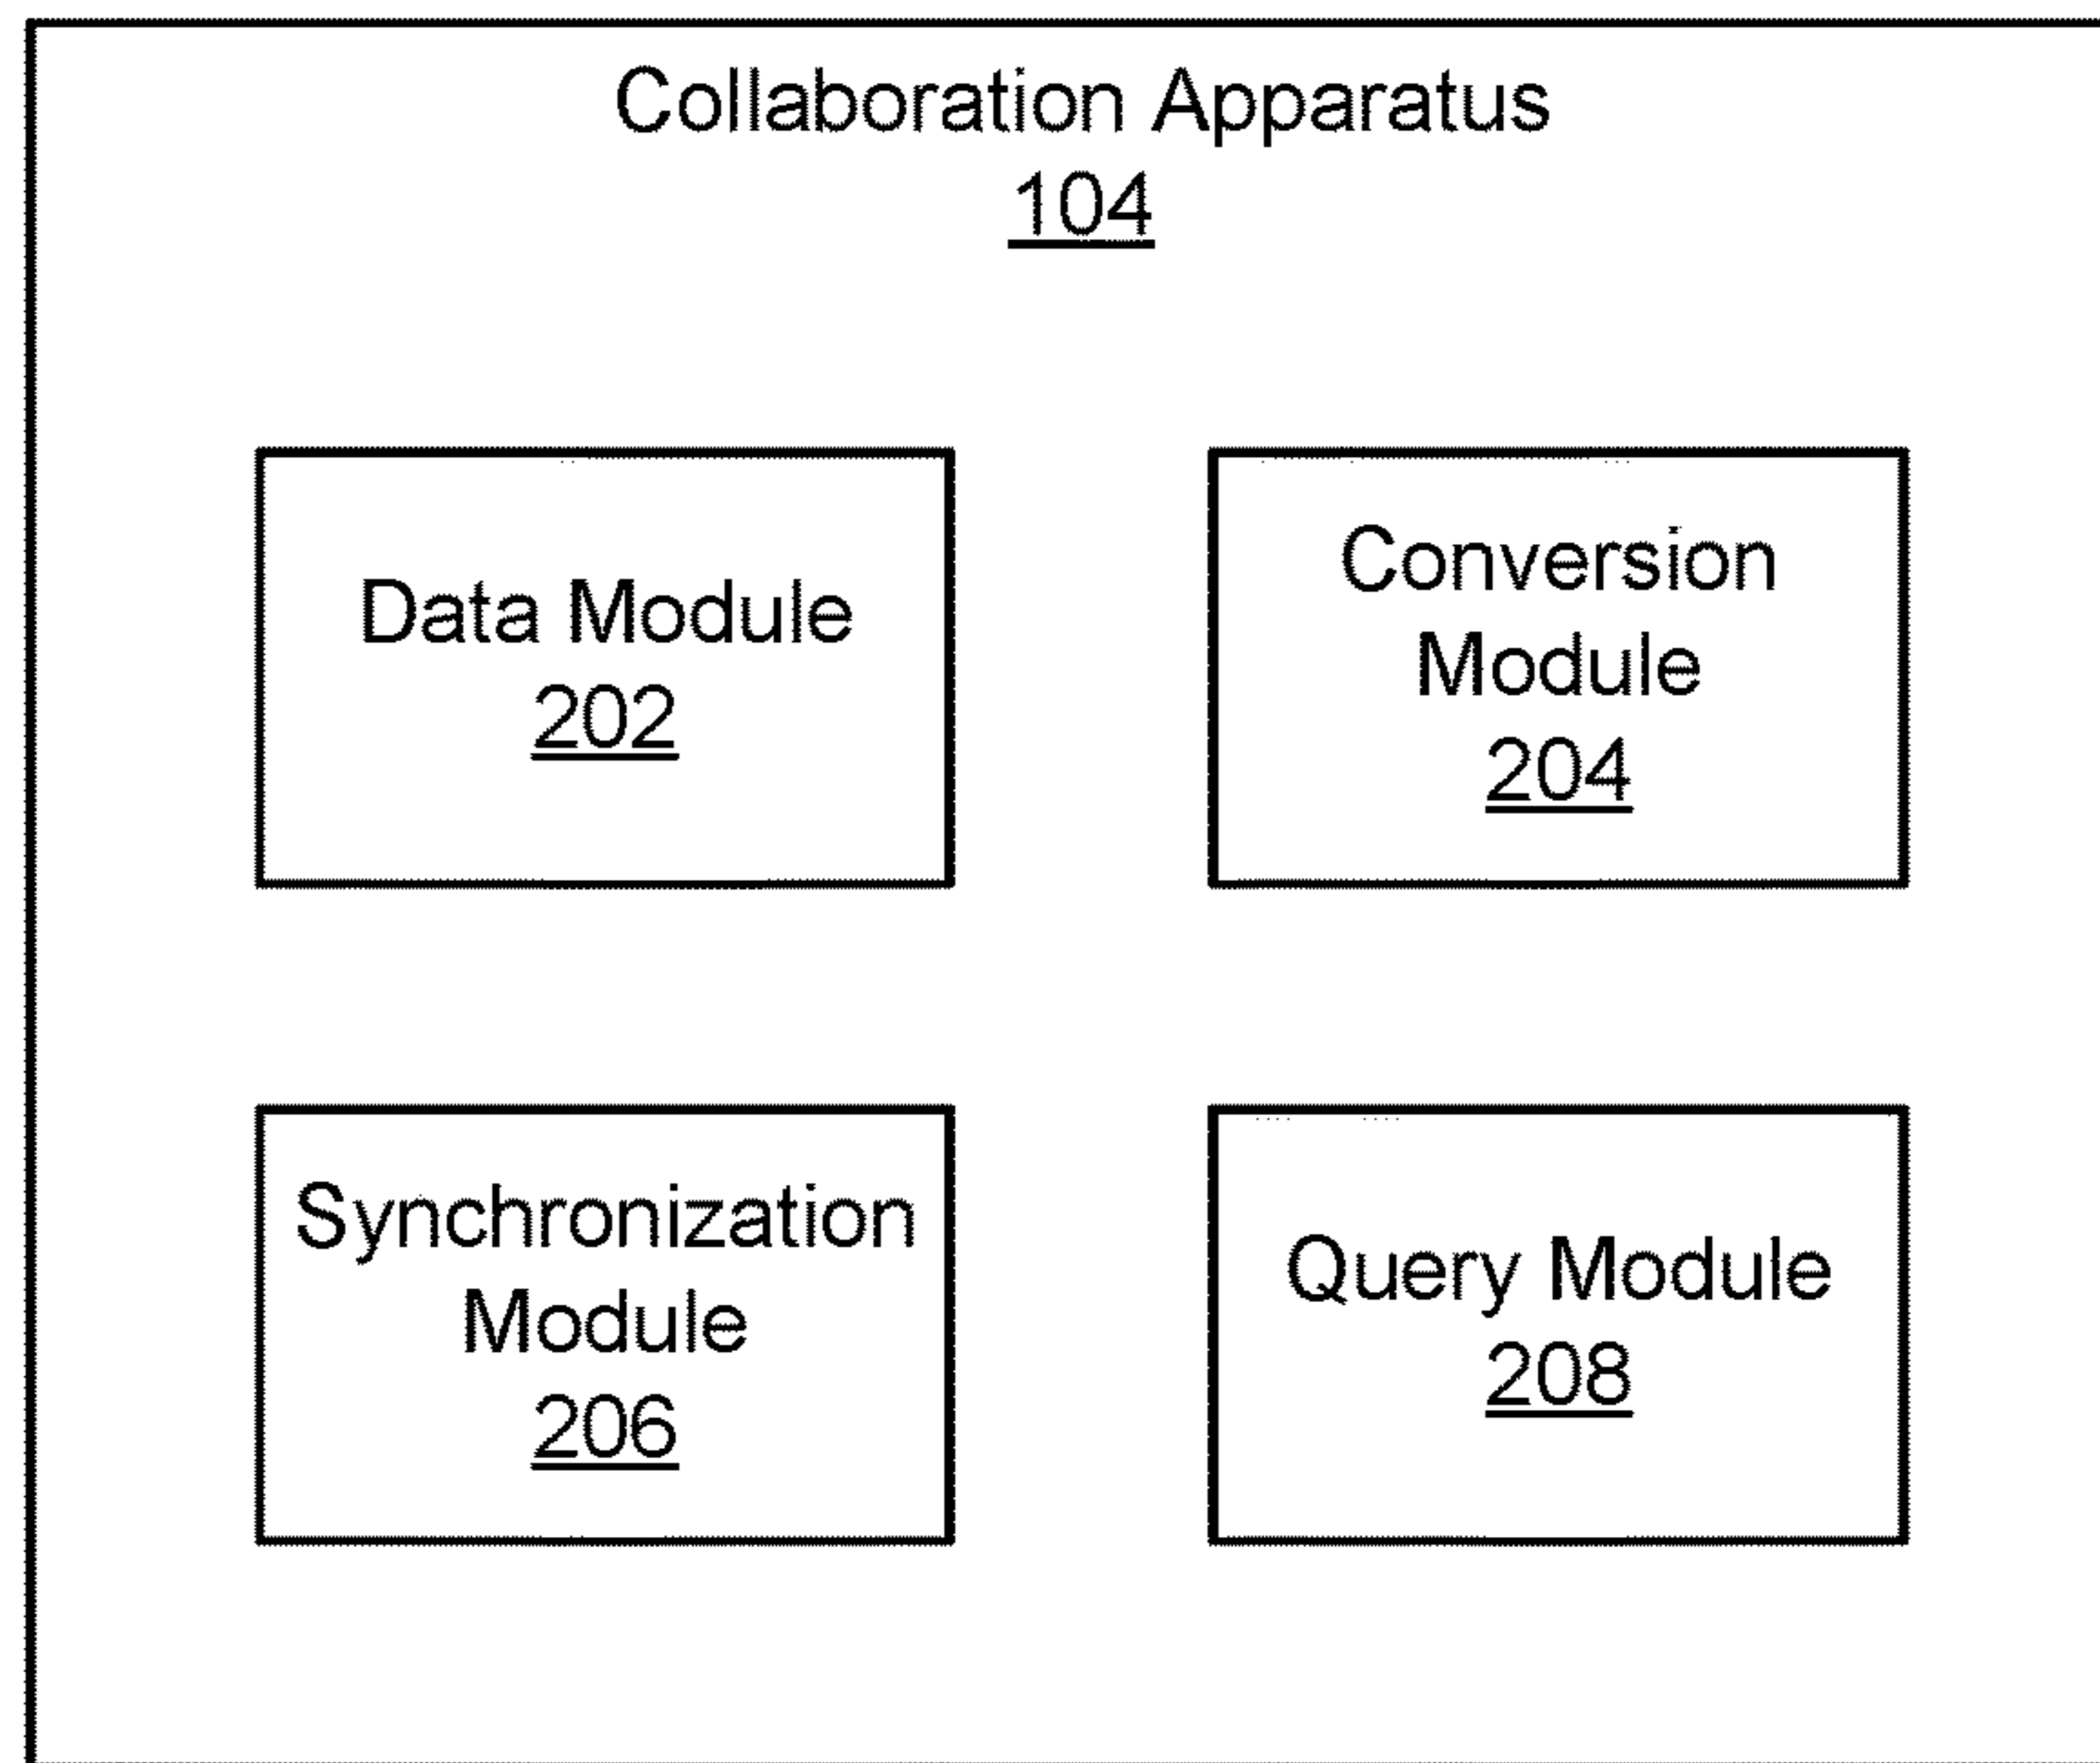 Collaboration Apparatus
104
Data Module
202
Conversion
Module
204
Synchronization
Module
206
Query Module
208